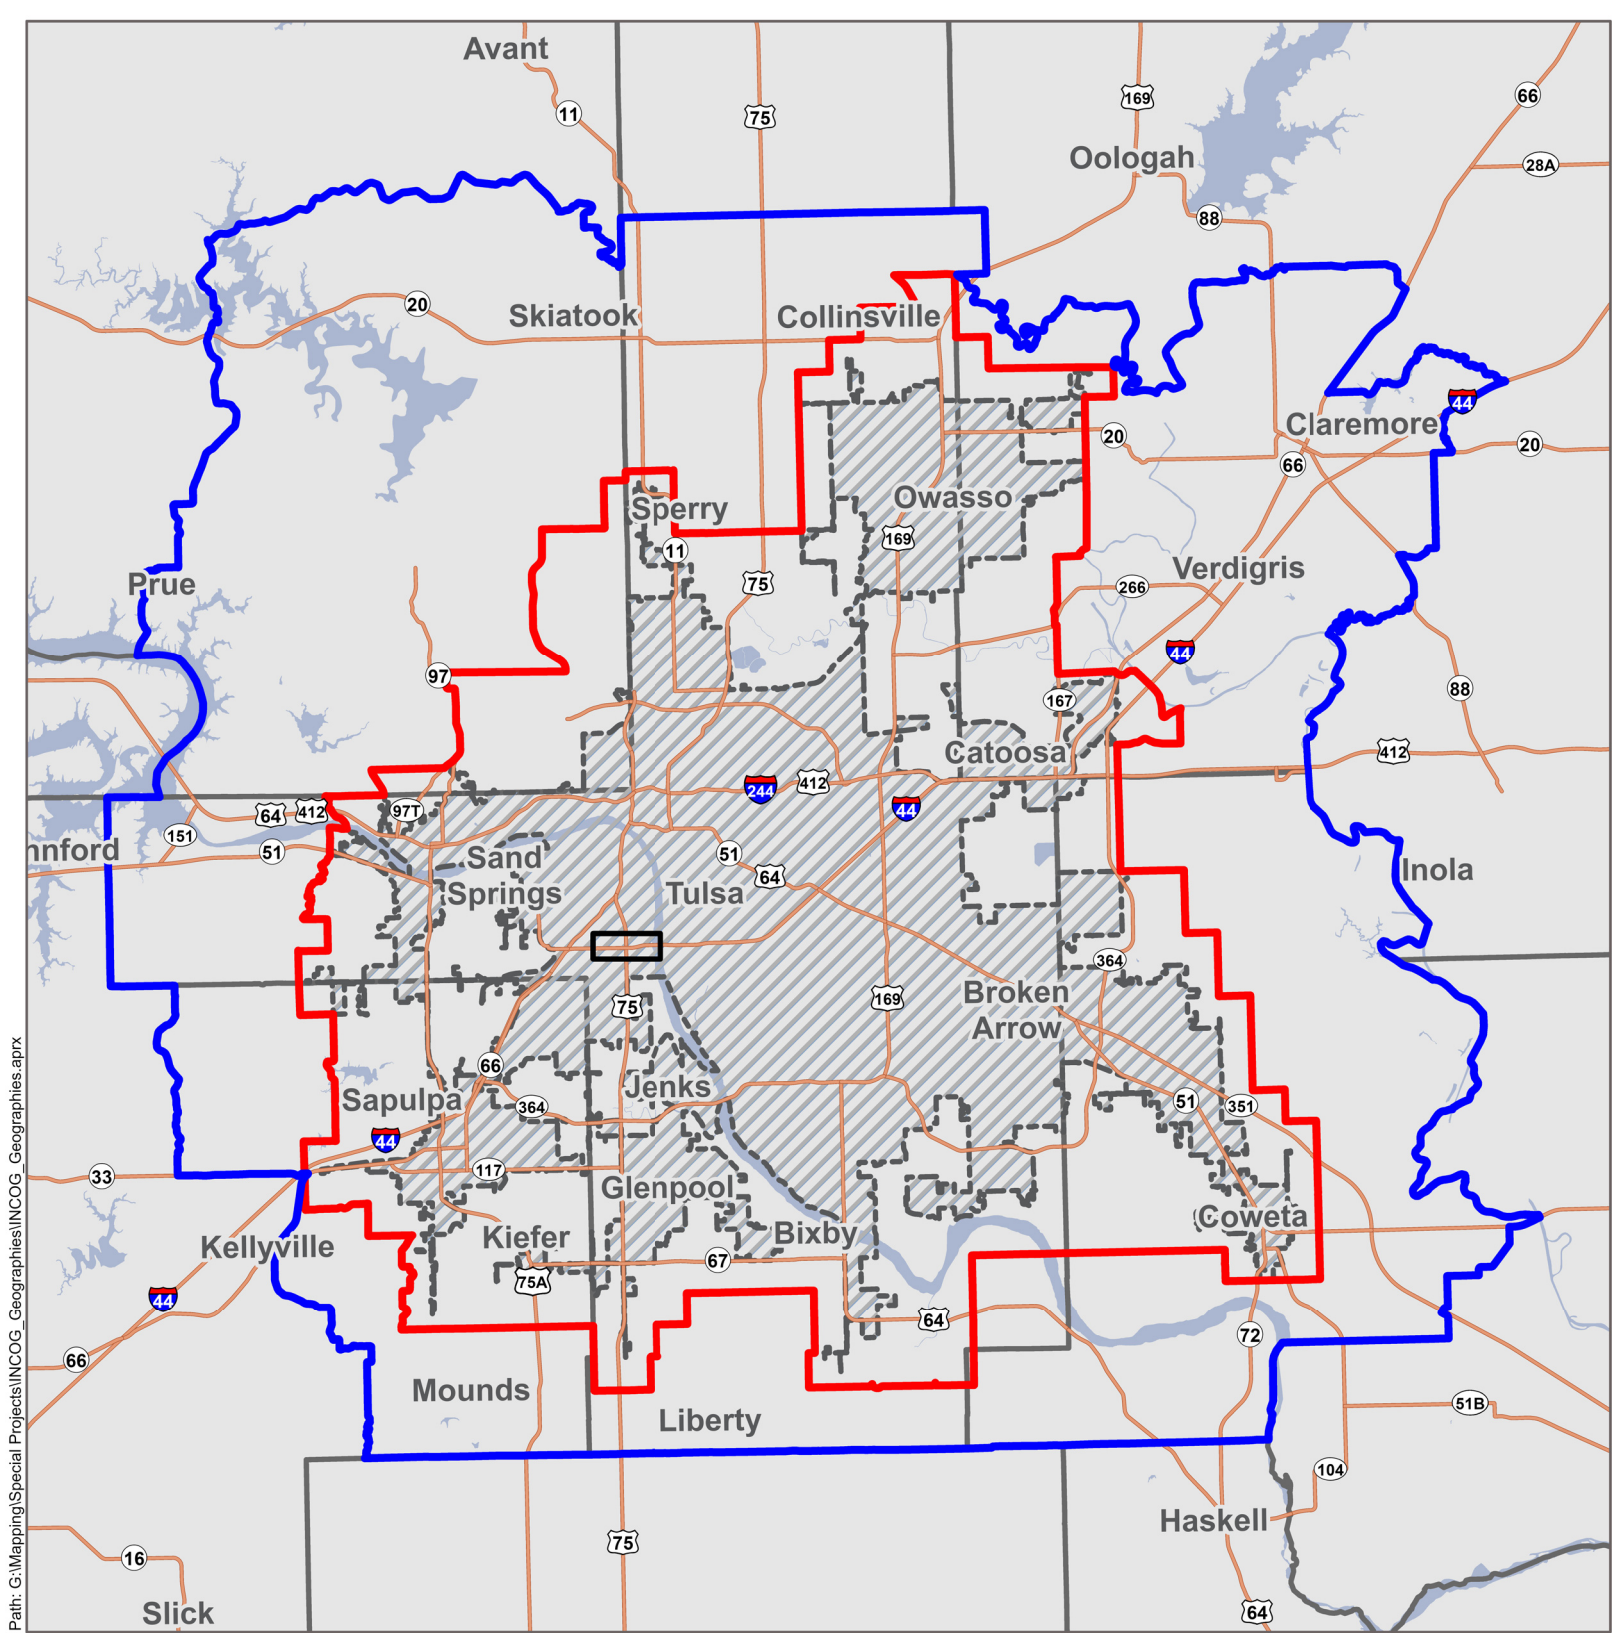 Avant
11
75
169
66
Oologah
28A
88
20
Skiatook
Collinsville
44
Claremore
20
20
66
Owasso
Sperry
169
11
75
Verdigris
266
Prue
44
97
167
88
Catoosa
412
244
412
44
97T
64
412
151
51
nnford
51
64
Sand
Springs
Tulsa
Inola
364
Broken
Arrow
169
75
66
Jenks
Sapulpa
364
51
351
44
117
33
Glenpool
Coweta
Kiefer
Bixby
Kellyville
67
75A
44
64
72
66
Mounds
51B
Liberty
104
Haskell
75
16
Slick
64
Path: G:\Mapping\Special Projects\INCOG_Geographies\INCOG_Geographies.aprx